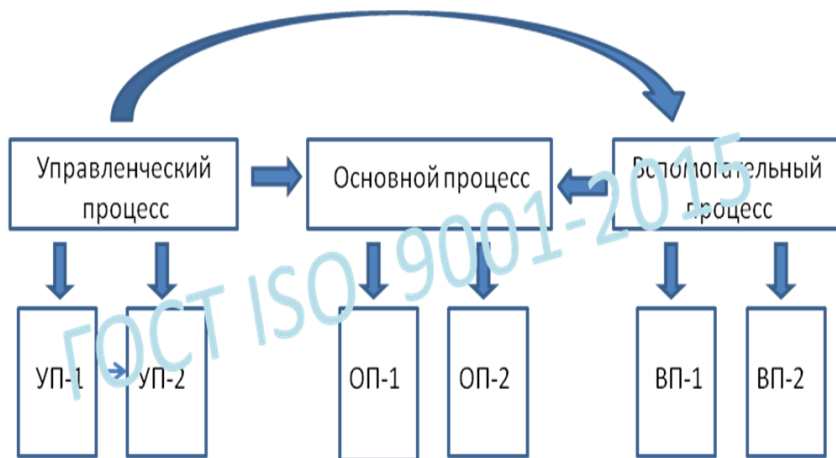 Управленческий
процесс
Основной процесс
Вспомогательный
процесс
ГОСТ ISO 9001-2015
УП-1
УП-2
ОП-1
ОП-2
ВП-1
ВП-2